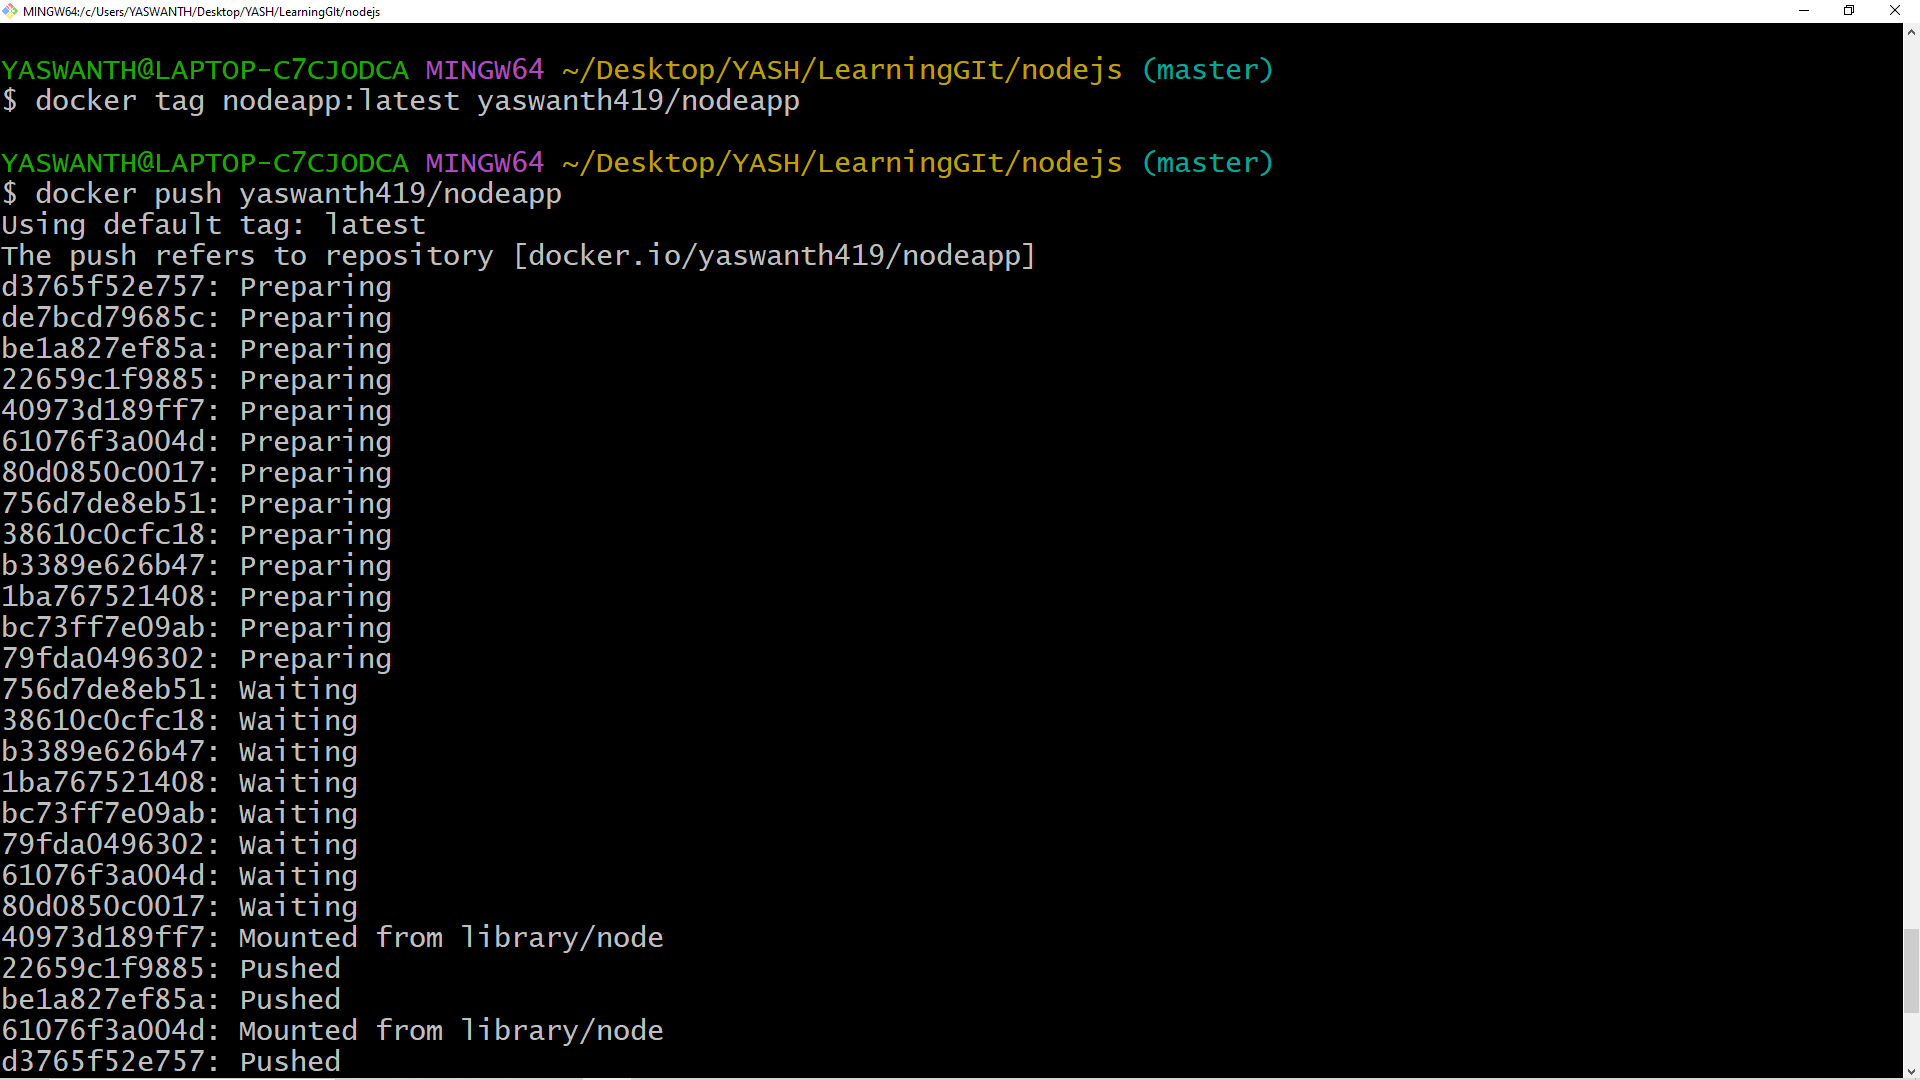 MINGW64:/c/Users/YASWANTH/Desktop/YASH/LearningGIt/nodejs
YASWANTH@LAPTOP-C7CJODCA MINGW64 ~/Desktop/YASH/LearningGIt/nodejs (master)
$ docker tag nodeapp:latest yaswanth419/nodeapp
YASWANTH@LAPTOP-C7CJODCA MINGW64 ~/Desktop/YASH/LearningGIt/nodejs (master)
$ docker push yaswanth419/nodeapp
Using default tag: latest
The push refers to repository [docker.io/yaswanth419/nodeapp]
d3765f52e757: Preparing
de7bcd79685c: Preparing
be1a827ef85a: Preparing
22659c1f9885: Preparing
40973d189ff7: Preparing
61076f3a004d: Preparing
80d0850c0017: Preparing
756d7de8eb51: Preparing
38610c0cfc18: Preparing
b3389e626b47: Preparing
1ba767521408: Preparing
bc73ff7e09ab: Preparing
79fda0496302: Preparing
756d7de8eb51: Waiting
38610c0cfc18: Waiting
b3389e626b47: Waiting
1ba767521408: Waiting
bc73ff7e09ab: Waiting
79fda0496302: Waiting
61076f3a004d: Waiting
80d0850c0017: Waiting
40973d189ff7: Mounted from library/node
22659c1f9885: Pushed
be1a827ef85a: Pushed
61076f3a004d: Mounted from library/node
d3765f52e757: Pushed